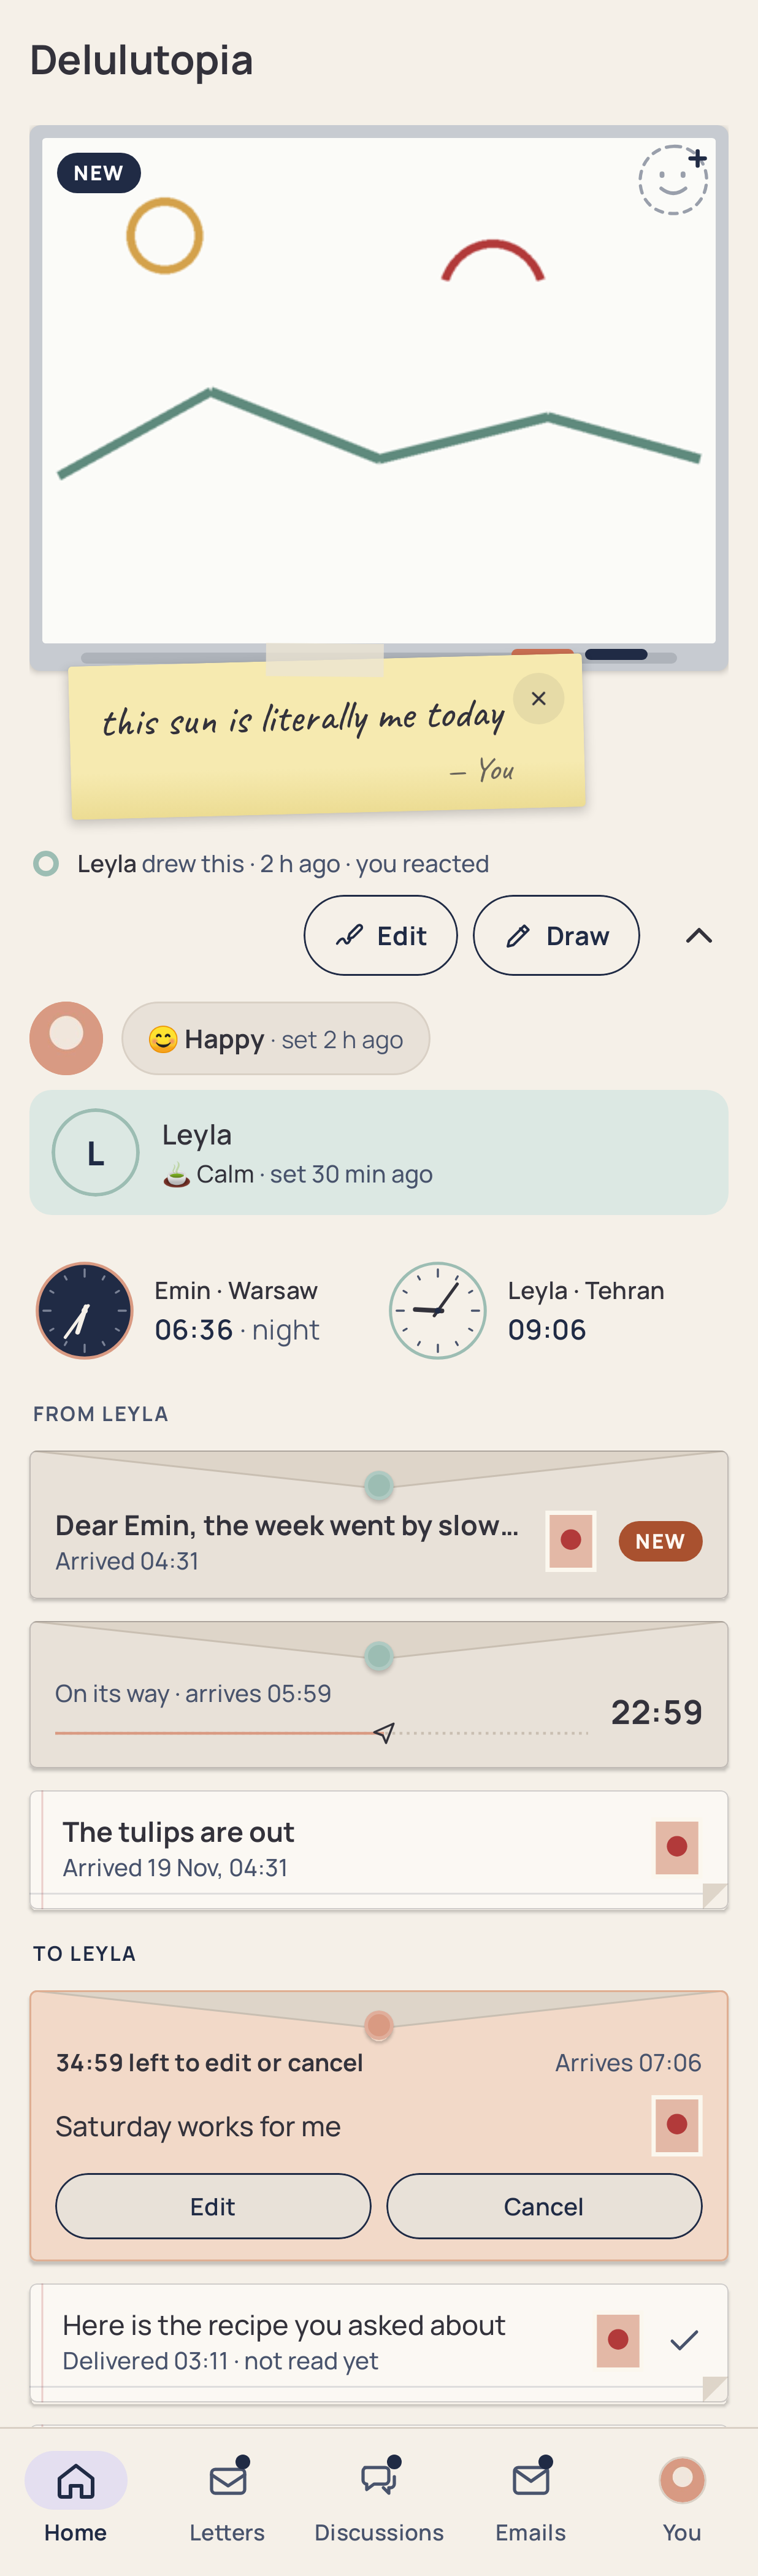 Delulutopia
NEW
this sun is literally me today
– You
Leyla drew this · 2 h ago · you reacted
Edit
Draw
😊 Happy · set 2 h ago
L
Leyla
🍵 Calm · set 30 min ago
Emin · Warsaw
06:36 · night
Leyla · Tehran
09:06
FROM LEYLA
Dear Emin, the week went by slow…
Arrived 04:31
NEW
On its way · arrives 05:59
22:59
The tulips are out
Arrived 19 Nov, 04:31
TO LEYLA
34:59 left to edit or cancel
Arrives 07:06
Saturday works for me
Edit
Cancel
Here is the recipe you asked about
Delivered 03:11 · not read yet
Home
Letters
Discussions
Emails
You